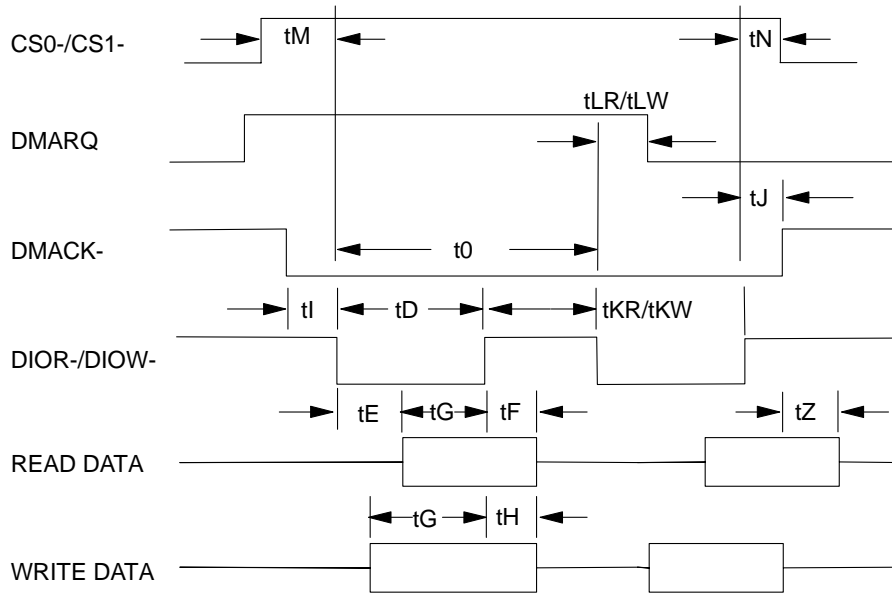 CS0-/CS1-
tM
tN
tLR/tLW
DMARQ
tJ
DMACK-
t0
tI
tD
tKR/tKW
DIOR-/DIOW-
tE
tG
tF
tZ
READ DATA
tG
tH
WRITE DATA